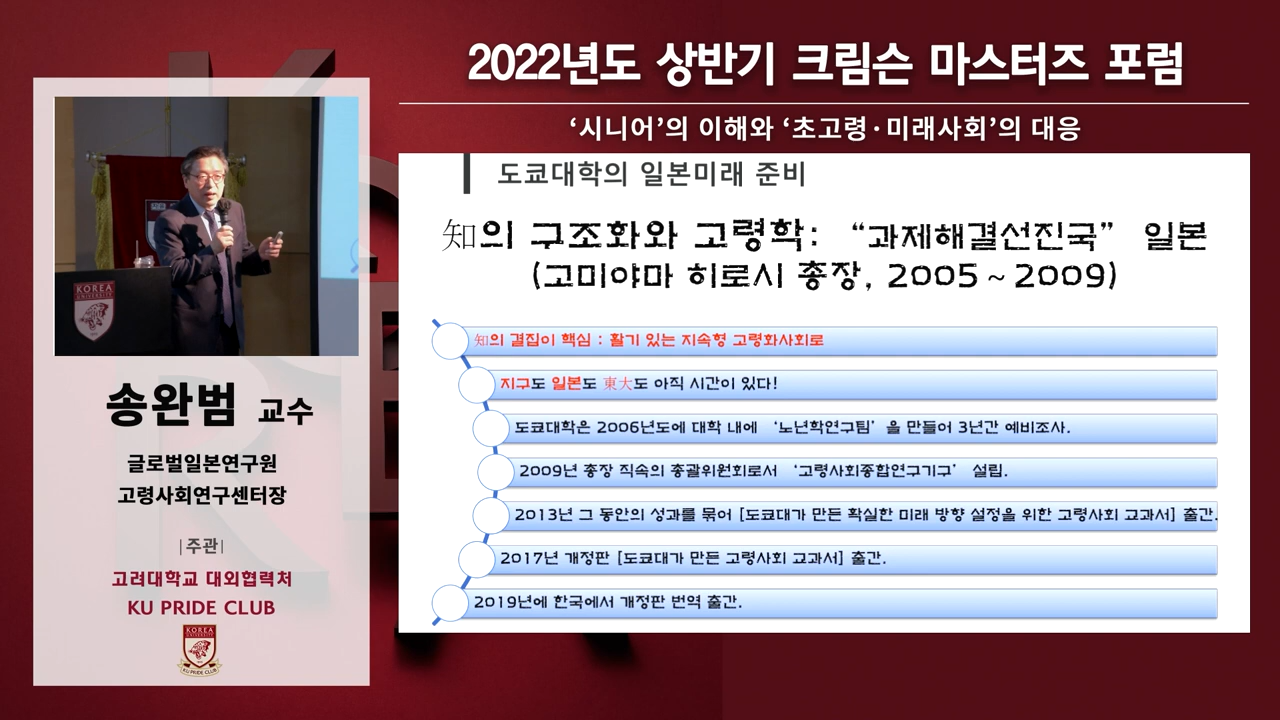 2022년도 상반기 크림슨 마스터즈 포럼
‘시니어’의 이해와 ‘초고령·미래사회’의 대응
KOREA
UNIVERSITY
송완범 교수
글로벌일본연구원
고령사회연구센터장
|주관|
고려대학교 대외협력처
KU PRIDE CLUB
KOREA
UNIVERSITY
KU PRIDE CLUB
도쿄대학의 일본미래 준비
知의 구조화와 고령학: “과제해결선진국” 일본
(고미야마 히로시 총장, 2005~2009)
知의 결집이 핵심 : 활기 있는 지속형 고령화사회로
지구도 일본도 東大도 아직 시간이 있다!
도쿄대학은 2006년도에 대학 내에 ‘노년학연구팀’을 만들어 3년간 예비조사.
2009년 총장 직속의 총괄위원회로서 ‘고령사회종합연구기구’ 설립.
2013년 그 동안의 성과를 묶어 [도쿄대가 만든 확실한 미래 방향 설정을 위한 고령사회 교과서] 출간.
2017년 개정판 [도쿄대가 만든 고령사회 교과서] 출간.
2019년에 한국에서 개정판 번역 출간.